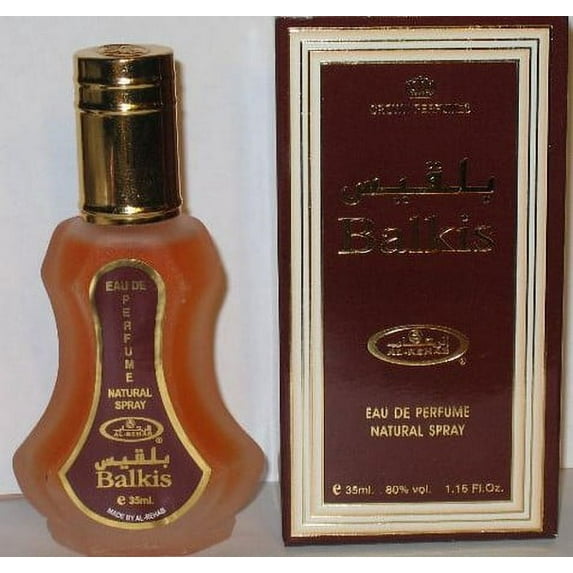 EAU DE
PERFUME
NATURAL
SPRAY
AL-REHAB ®
بلقيس
Balkis
e 35ml.
MADE BY AL-REHAB
CROWN PERFUMES
بلقيس
Balkis
AL-REHAB ®
EAU DE PERFUME
NATURAL SPRAY
e 35ml. 80% vol. 1.15 Fl.Oz.